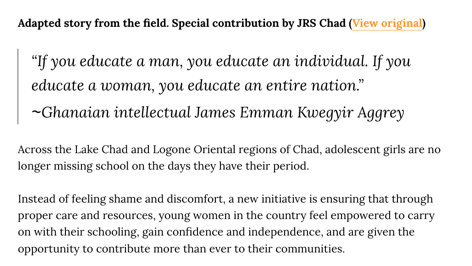 Adapted story from the field. Special contribution by JRS Chad (View original)
“If you educate a man, you educate an individual. If you
educate a woman, you educate an entire nation.”
~Ghanaian intellectual James Emman Kwegyir Aggrey
Across the Lake Chad and Logone Oriental regions of Chad, adolescent girls are no
longer missing school on the days they have their period.
Instead of feeling shame and discomfort, a new initiative is ensuring that through
proper care and resources, young women in the country feel empowered to carry
on with their schooling, gain confidence and independence, and are given the
opportunity to contribute more than ever to their communities.